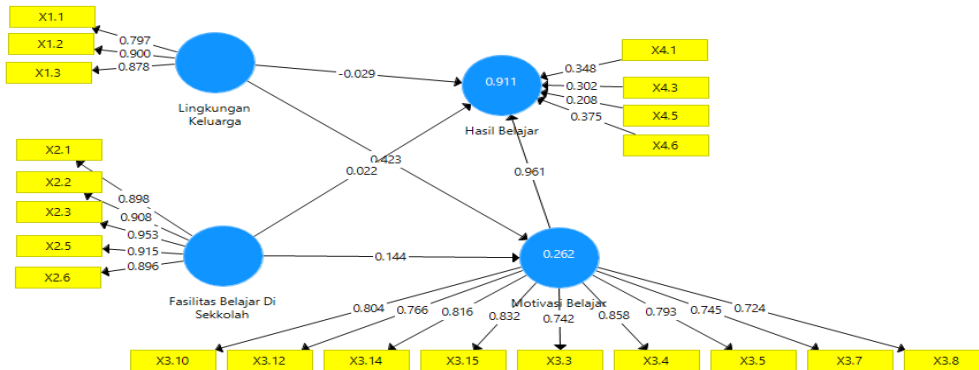 X1.1
X1.2
X1.3
0.797
0.900
0.878
Lingkungan
Keluarga
-0.029
0.423
0.911
Hasil Belajar
0.348
0.302
0.208
0.375
X4.1
X4.3
X4.5
X4.6
X2.1
X2.2
X2.3
X2.5
X2.6
0.898
0.908
0.953
0.915
0.896
Fasilitas Belajar Di
Sekkolah
0.022
0.144
0.961
0.262
Motivasi Belajar
0.804
0.766
0.816
0.832
0.742
0.858
0.793
0.745
0.724
X3.10
X3.12
X3.14
X3.15
X3.3
X3.4
X3.5
X3.7
X3.8